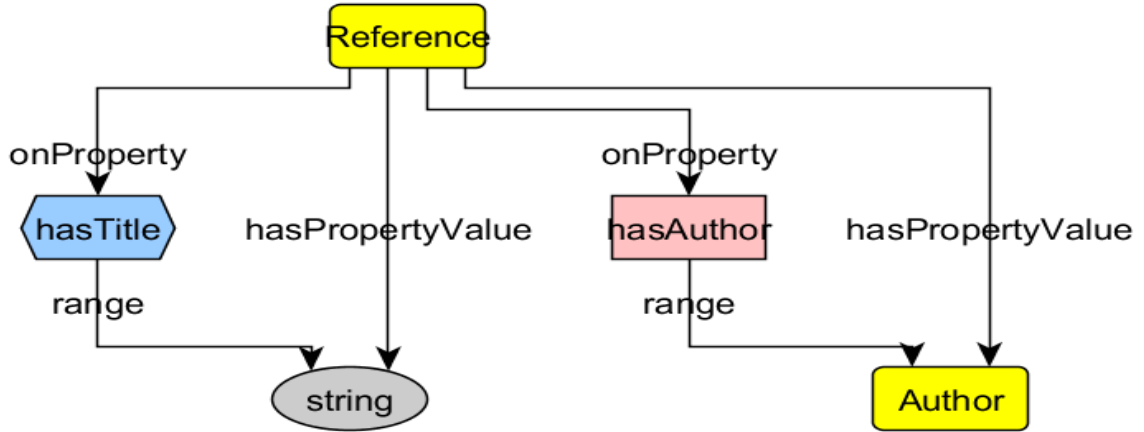 Reference
onProperty
onProperty
hasTitle
hasPropertyValue
hasAuthor
hasPropertyValue
range
range
string
Author